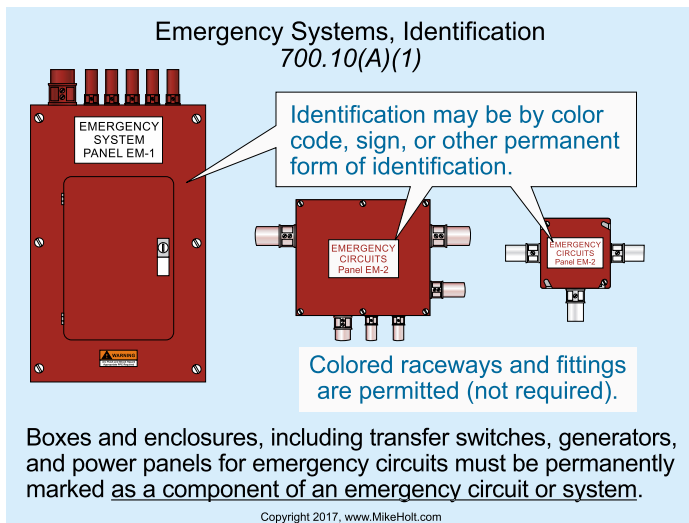 Emergency Systems, Identification
700.10(A)(1)
EMERGENCY
SYSTEM
PANEL EM-1
Identification may be by color
code, sign, or other permanent
form of identification.
EMERGENCY
CIRCUITS
Panel EM-2
EMERGENCY
CIRCUITS
Panel EM-2
WARNING
Colored raceways and fittings
are permitted (not required).
Boxes and enclosures, including transfer switches, generators,
and power panels for emergency circuits must be permanently
marked as a component of an emergency circuit or system.
Copyright 2017, www.MikeHolt.com